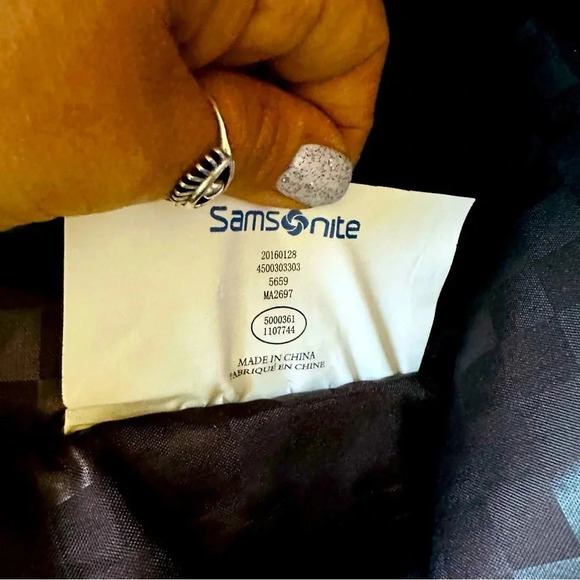 Samsonite
20160128
4500303303
5659
MA2697
5000361
1107744
MADE IN CHINA
FABRIQUÉ EN CHINE